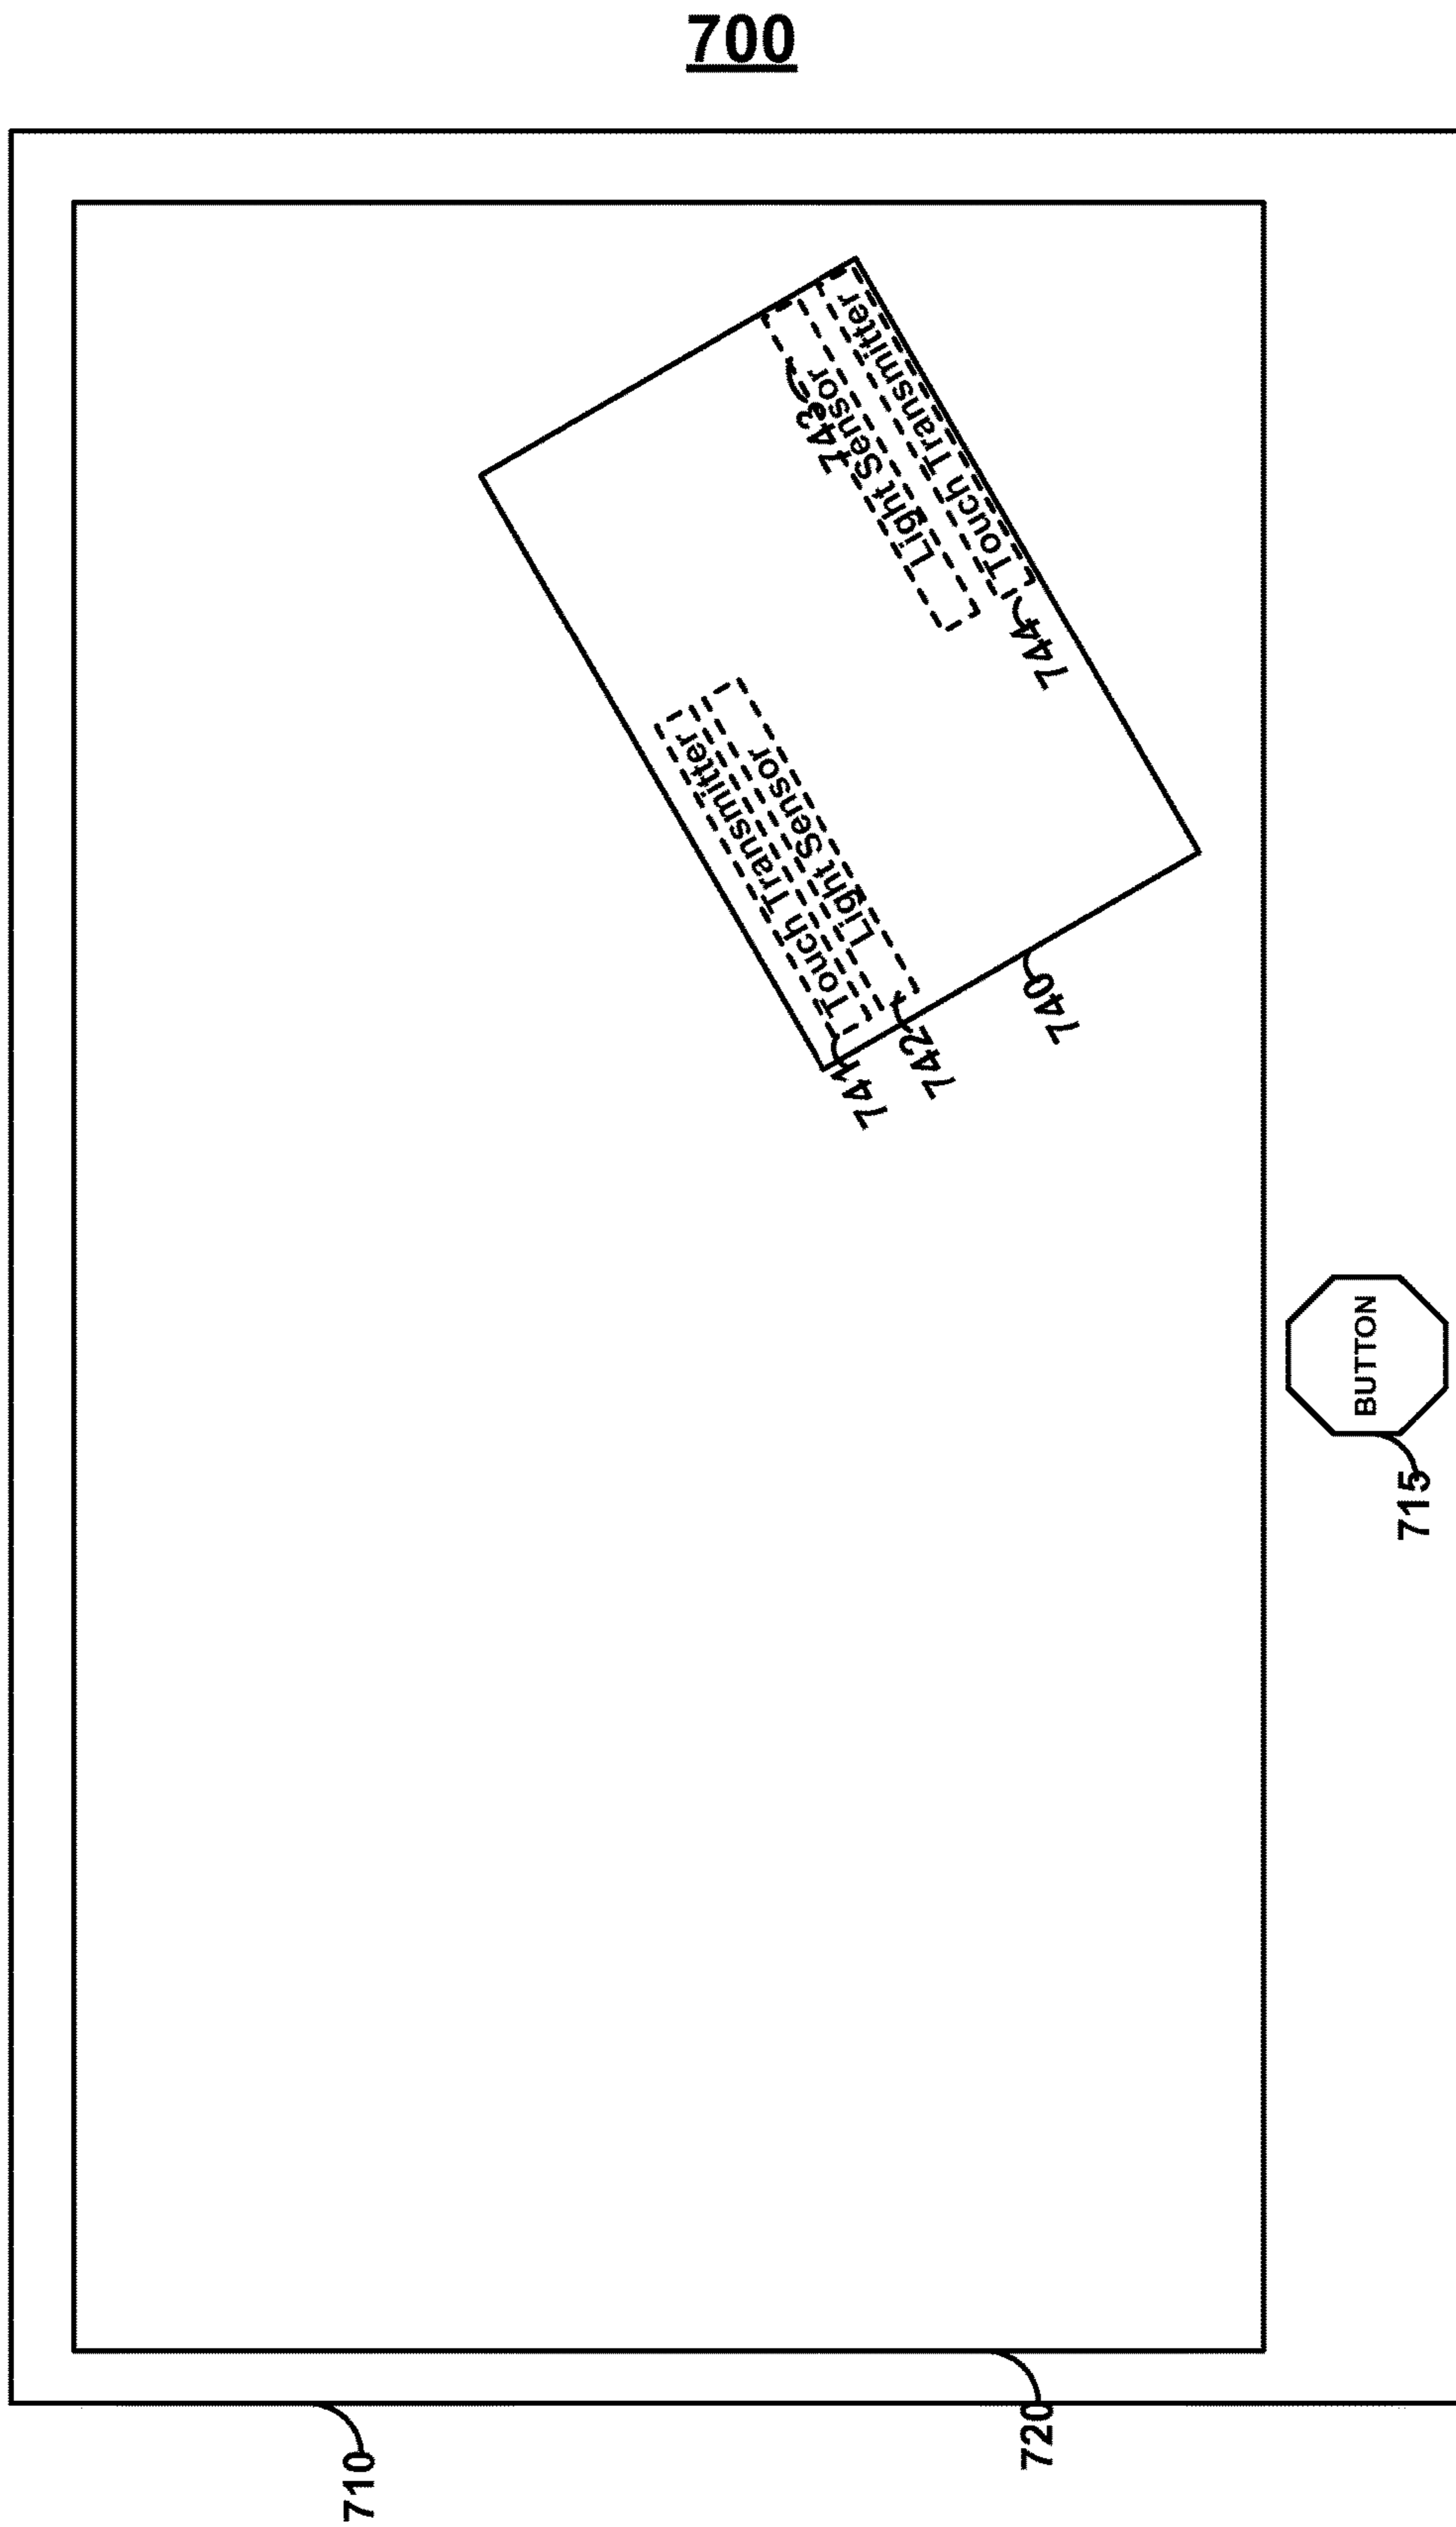 700
743
Light Sensor
Touch Transmitter
744
Touch Transmitter
Light Sensor
741
742
740
BUTTON
715
710
720